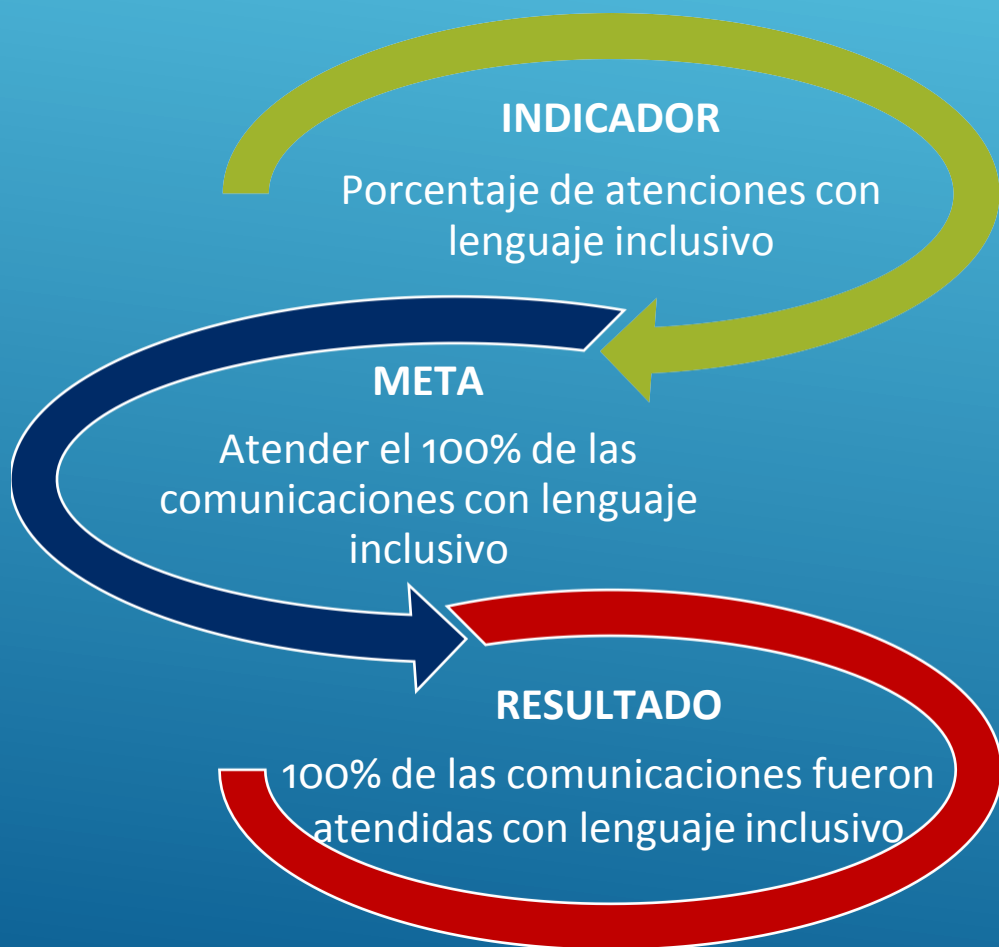 INDICADOR
Porcentaje de atenciones con
lenguaje inclusivo
META
Atender el 100% de las
comunicaciones con lenguaje
inclusivo
RESULTADO
100% de las comunicaciones fueron
atendidas con lenguaje inclusivo